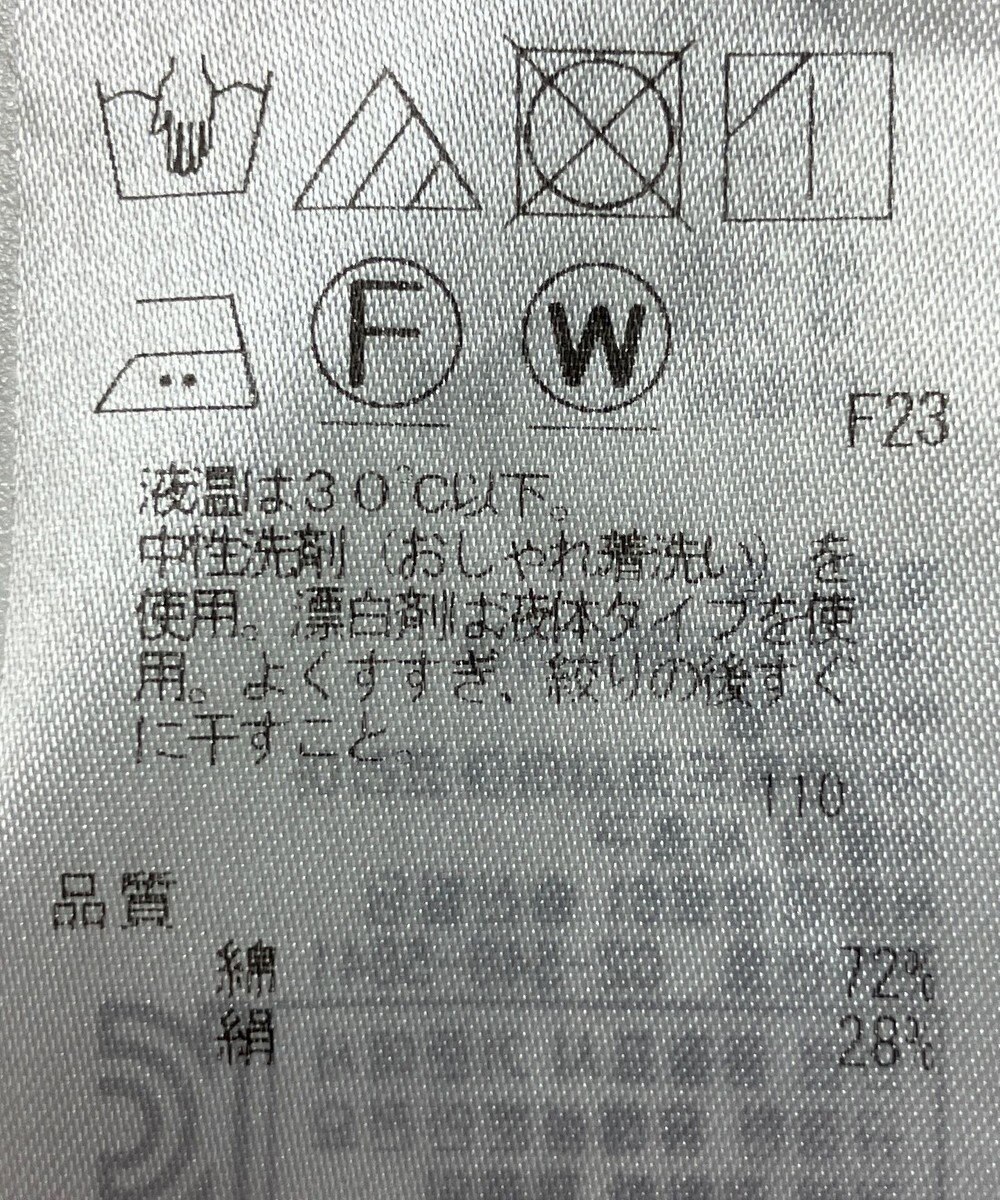 F W
F23
液温は30℃以下。
中性洗剤（おしゃれ着洗い）を
使用。漂白剤は液体タイプを使
用。よくすすぎ、絞りの後すぐ
に干すこと。
110
品質
綿 72%
絹 28%